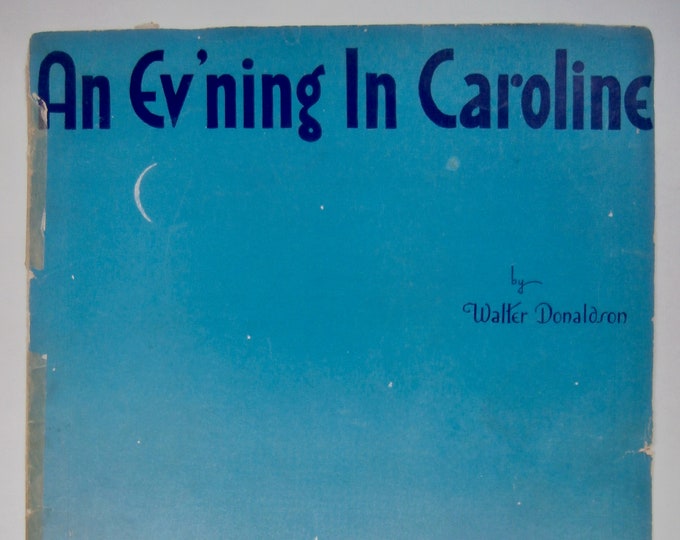 An Ev'ning In Caroline
by
Walter Donaldson